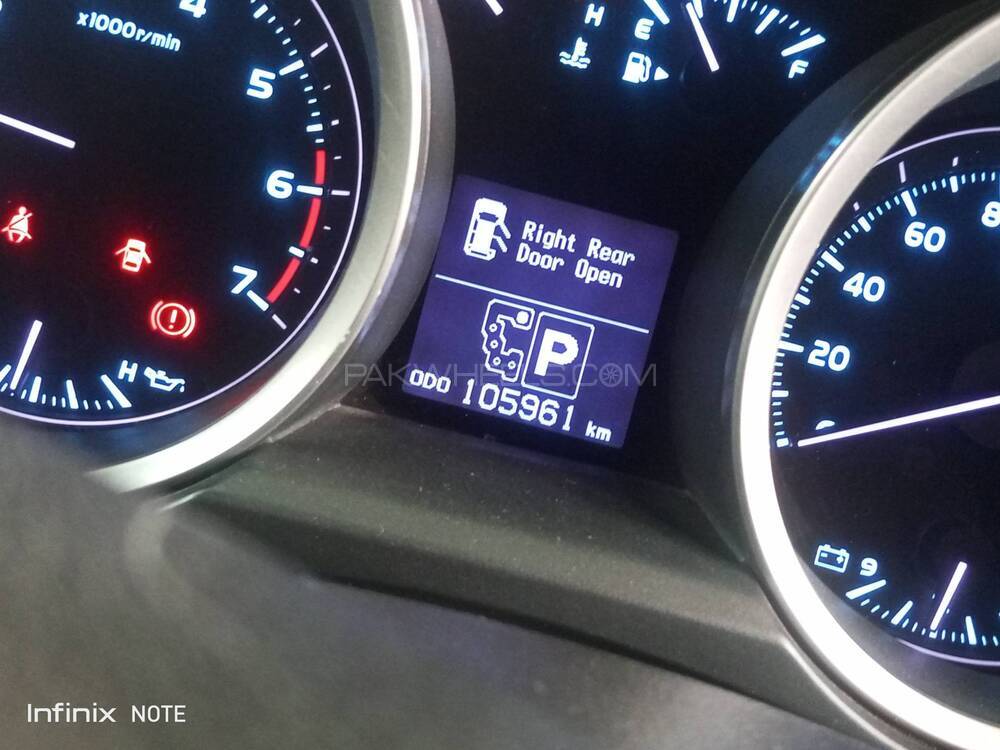 4
x1000r/min
5
6
7
H
H
E
F
Right Rear
Door Open
P
ODO 105961 km
PAKWHEELS.COM
8
60
40
20
9
Infinix NOTE